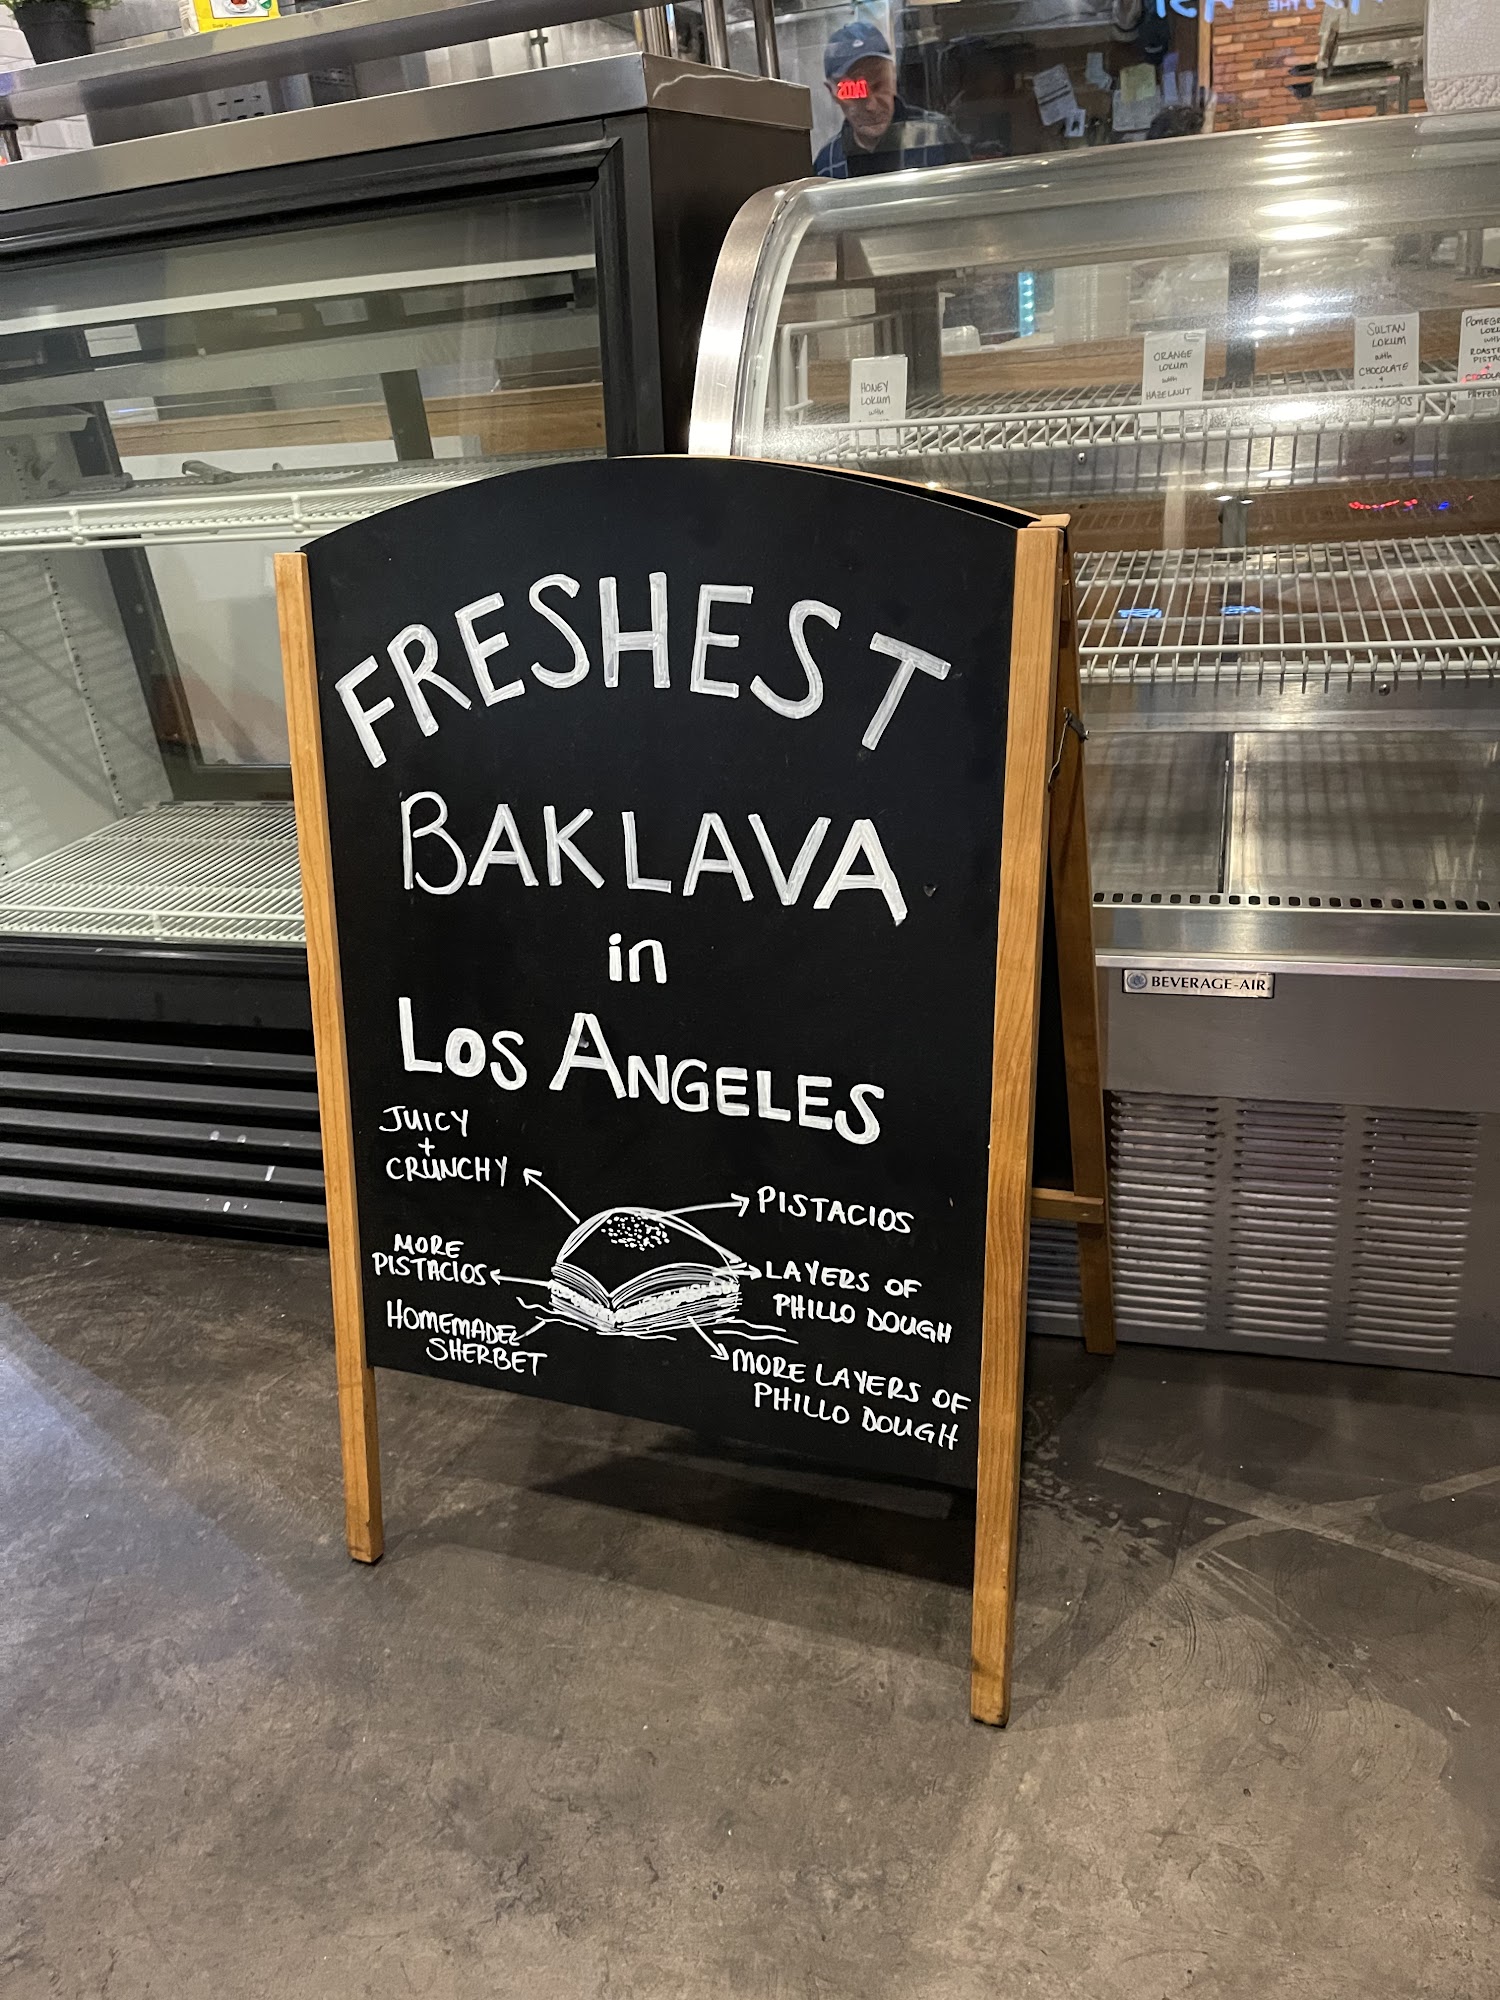 FRESHEST
BAKLAVA
in
LOS ANGELES
JUICY
+
CRUNCHY
PISTACIOS
MORE
PISTACIOS
LAYERS OF
PHILLO DOUGH
HOMEMADE
SHERBET
MORE LAYERS OF
PHILLO DOUGH
HONEY
LOKUM
with
ORANGE
LOKUM
with
HAZELNUT
SULTAN
LOKUM
with
CHOCOLATE
+
BEVERAGE-AIR